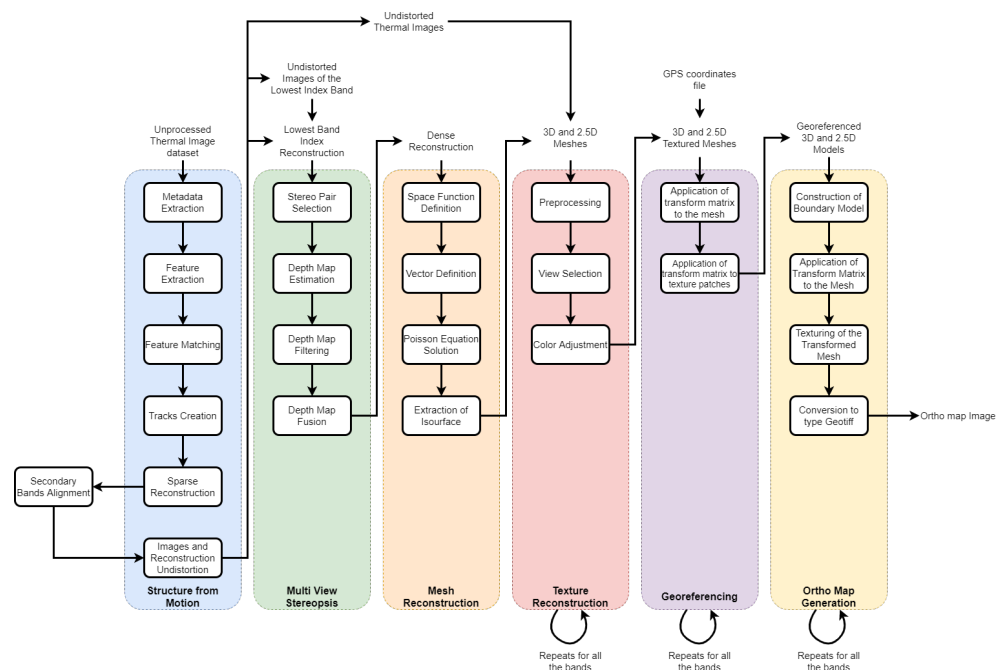 Undistorted
Thermal Images
Undistorted
Images of the
Lowest Index Band
GPS coordinates
file
Unprocessed
Thermal Image
dataset
Lowest Band
Index
Reconstruction
Dense
Reconstruction
3D and 2.5D
Meshes
3D and 2.5D
Textured Meshes
Georeferenced
3D and 2.5D
Models
Metadata
Extraction
Feature
Extraction
Feature Matching
Tracks Creation
Sparse
Reconstruction
Secondary
Bands Alignment
Images and
Reconstruction
Undistortion
Structure from
Motion
Stereo Pair
Selection
Depth Map
Estimation
Depth Map
Filtering
Depth Map
Fusion
Multi View
Stereopsis
Space Function
Definition
Vector Definition
Poisson Equation
Solution
Extraction of
Isourface
Mesh
Reconstruction
Preprocessing
View Selection
Color Adjustment
Texture
Reconstruction
Repeats for all
the bands
Application of
transform matrix
to the mesh
Application of
transform matrix to
texture patches
Georeferencing
Repeats for all
the bands
Construction of
Boundary Model
Application of
Transform Matrix
to the Mesh
Texturing of the
Transformed
Mesh
Conversion to
type Geotiff
Ortho map Image
Ortho Map
Generation
Repeats for all
the bands